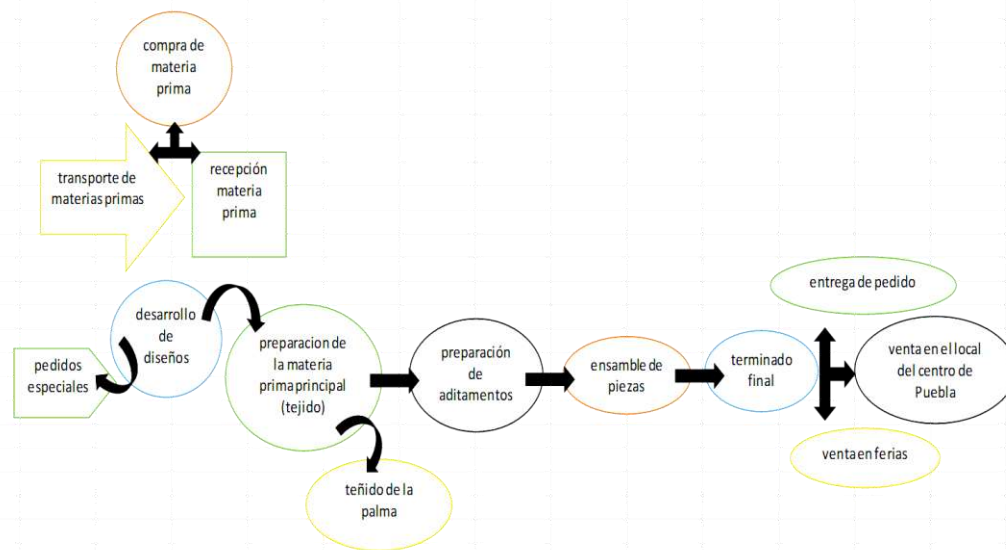 compra de
materia
prima
transporte de
materias primas
recepción
materia
prima
desarrollo
de
diseños
pedidos
especiales
preparacion de
la materia
prima principal
(tejido)
teñido de la
palma
preparación
de
aditamentos
ensamble de
piezas
terminado
final
entrega de pedido
venta en el local
del centro de
Puebla
venta en ferias